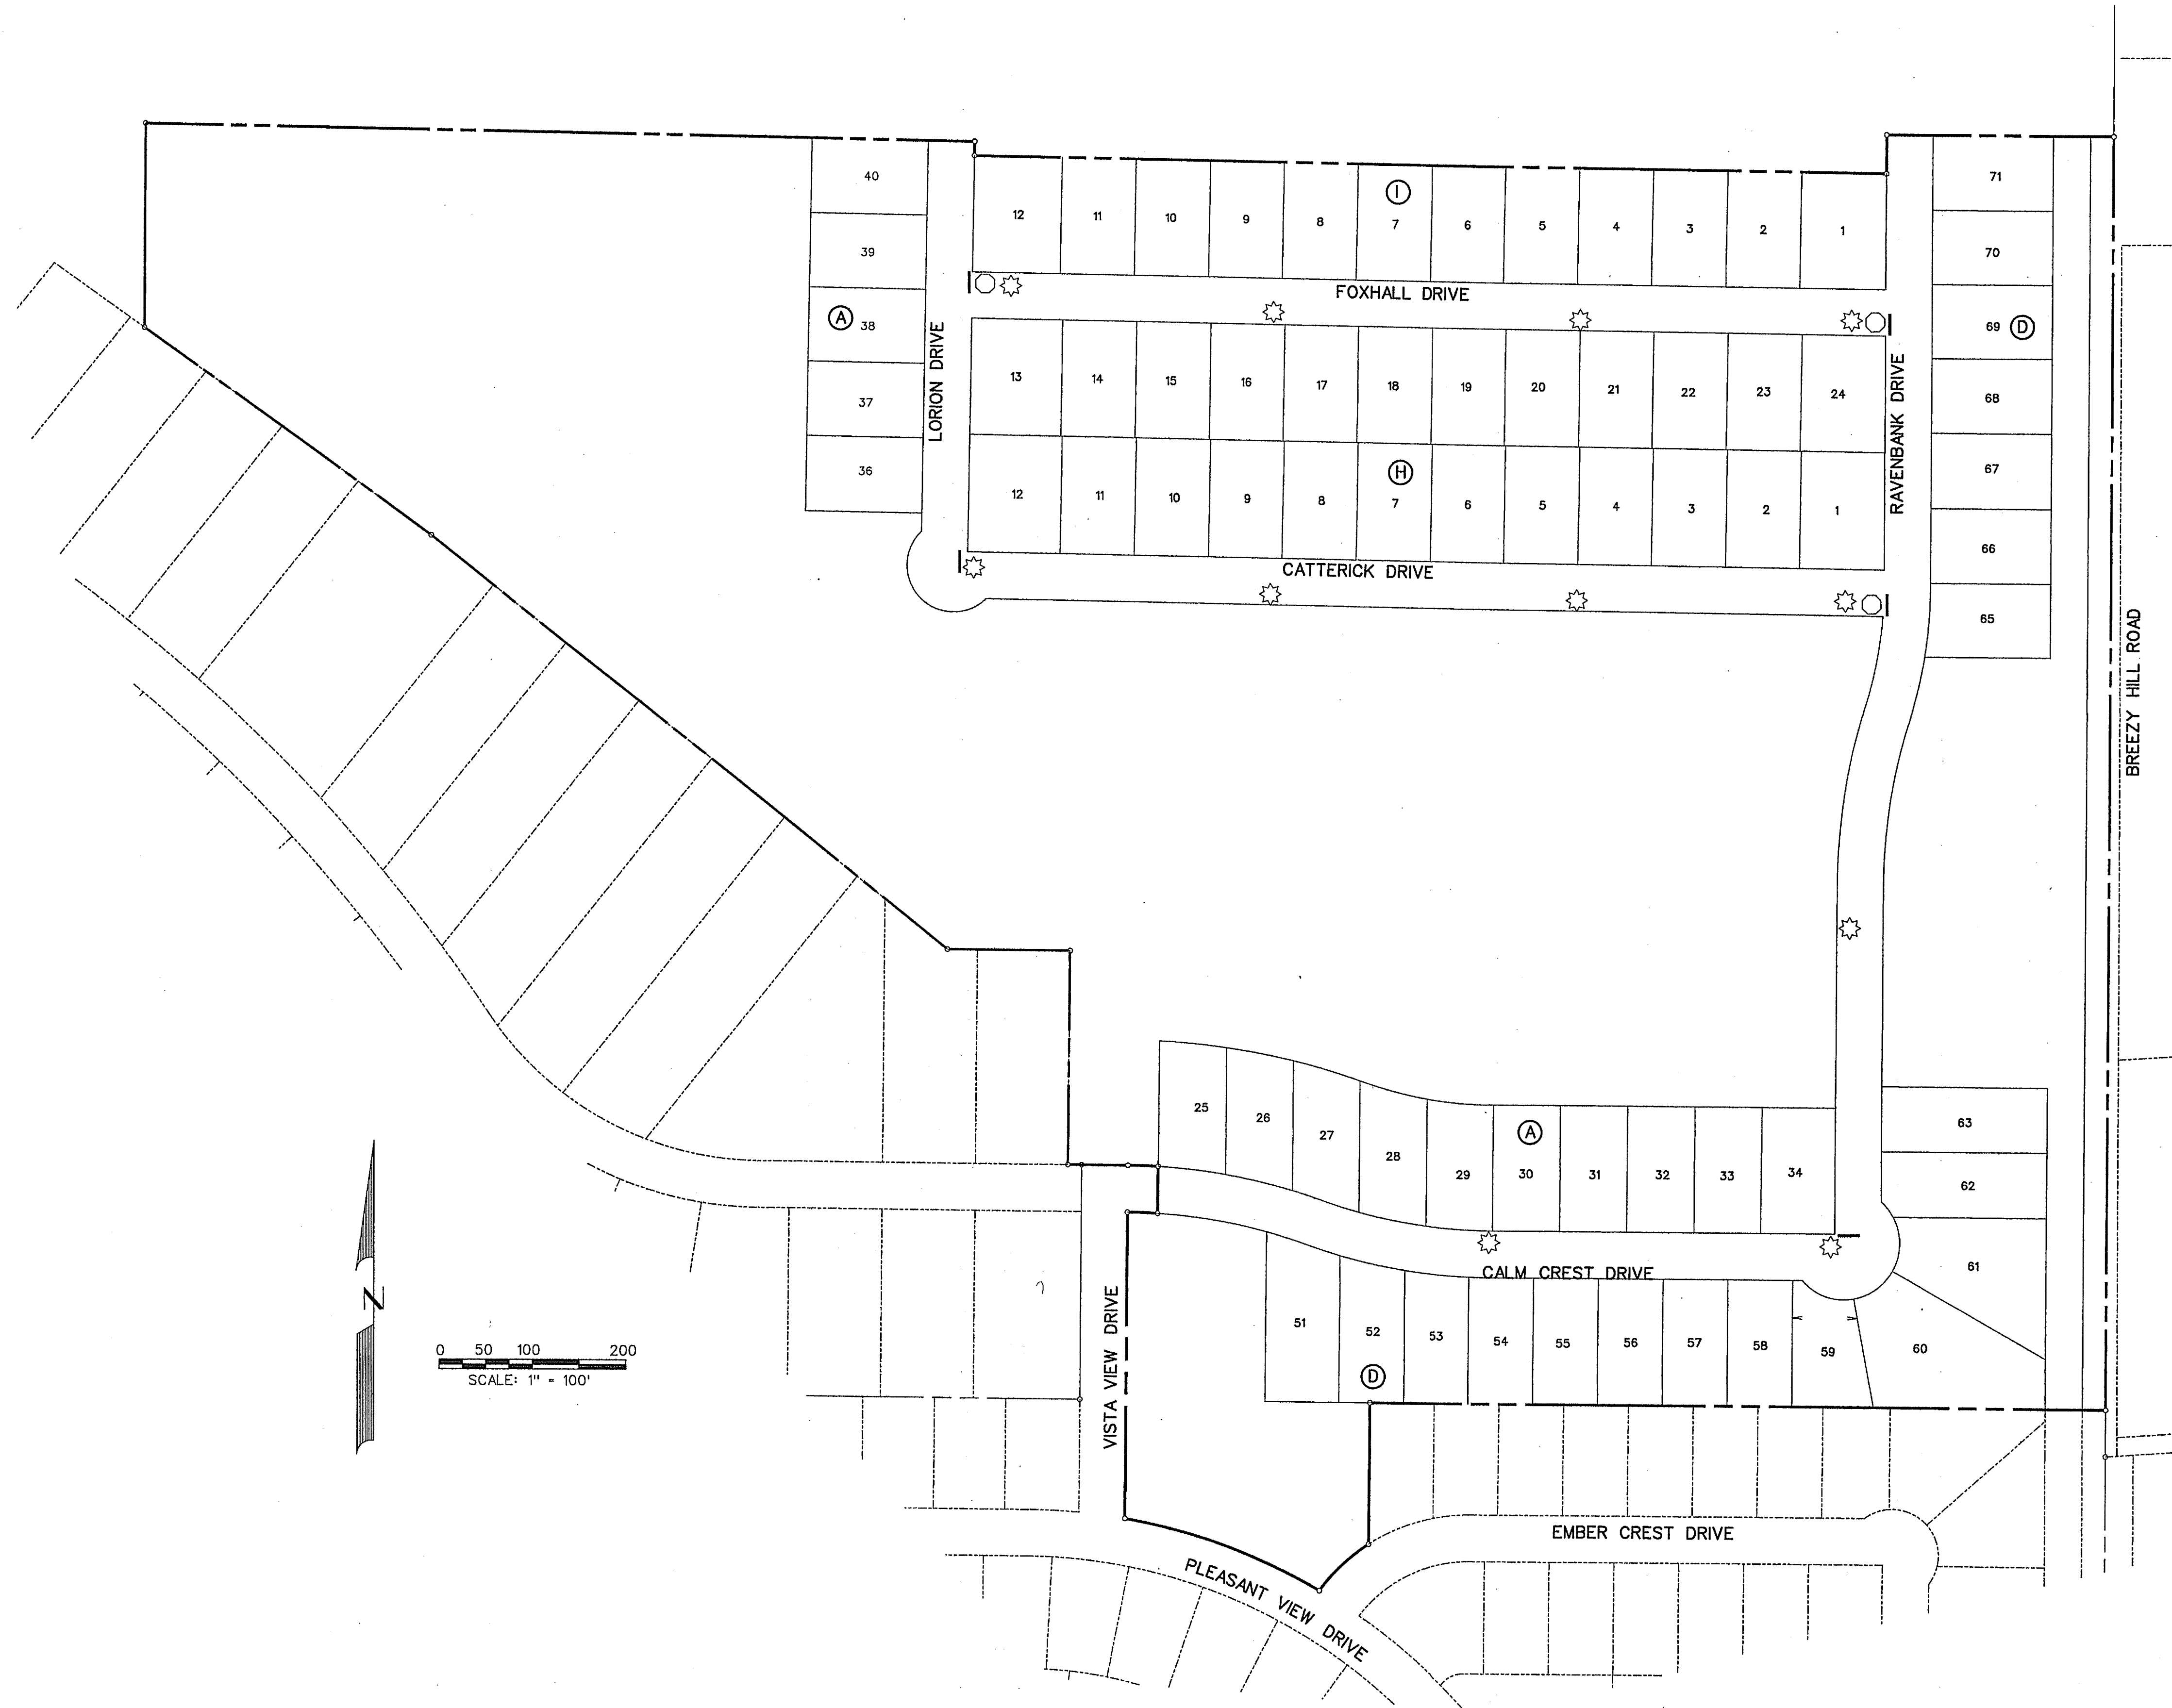 40
39
A 38
37
36
LORION DRIVE
I
12 11 10 9 8 7 6 5 4 3 2 1
FOXHALL DRIVE
13 14 15 16 17 18 19 20 21 22 23 24
H
12 11 10 9 8 7 6 5 4 3 2 1
CATTERICK DRIVE
RAVENBANK DRIVE
71
70
69 D
68
67
66
65
BREEZY HILL ROAD
A
25 26 27 28 29 30 31 32 33 34
63
62
61
60
CALM CREST DRIVE
51 52 53 54 55 56 57 58 59
D
VISTA VIEW DRIVE
EMBER CREST DRIVE
PLEASANT VIEW DRIVE
N
0 50 100 200
SCALE: 1" = 100'